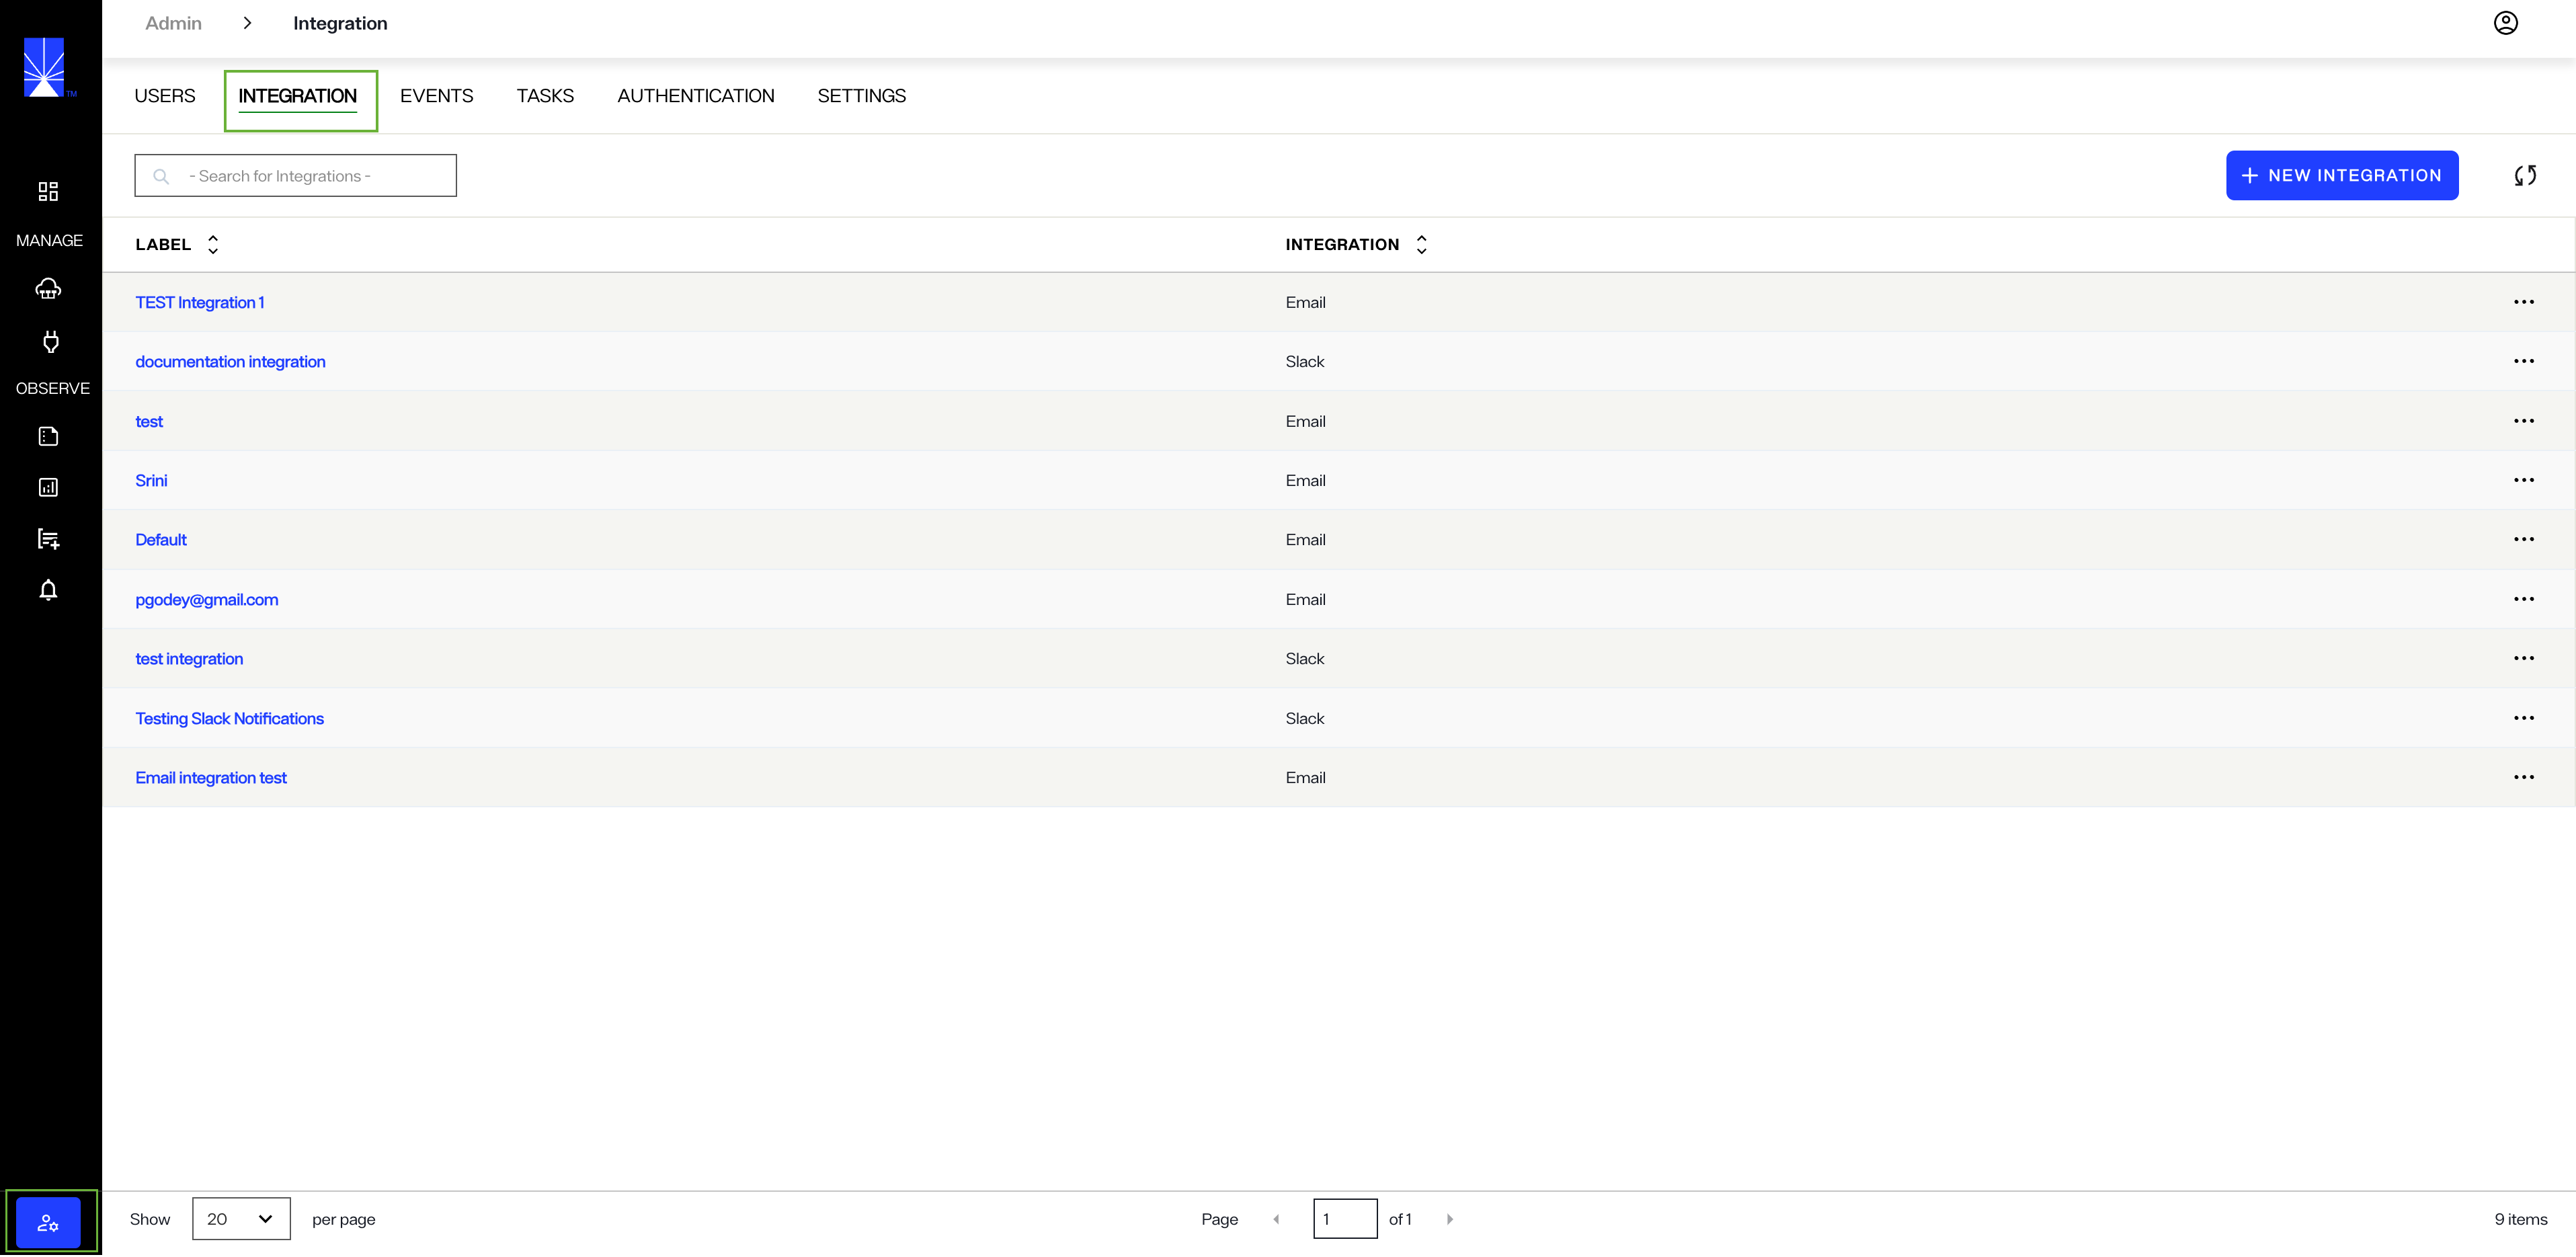 Admin > Integration
TM
USERS INTEGRATION EVENTS TASKS AUTHENTICATION SETTINGS
- Search for Integrations -
+ NEW INTEGRATION
MANAGE
OBSERVE
LABEL INTEGRATION
TEST Integration 1 Email
documentation integration Slack
test Email
Srini Email
Default Email
pgodey@gmail.com Email
test integration Slack
Testing Slack Notifications Slack
Email integration test Email
Show 20 per page Page 1 of 1 9 items